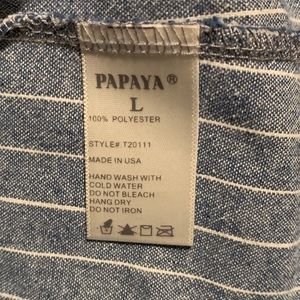 PAPAYA®
L
100% POLYESTER
STYLE#: T20111
MADE IN USA
HAND WASH WITH
COLD WATER
DO NOT BLEACH
HANG DRY
DO NOT IRON